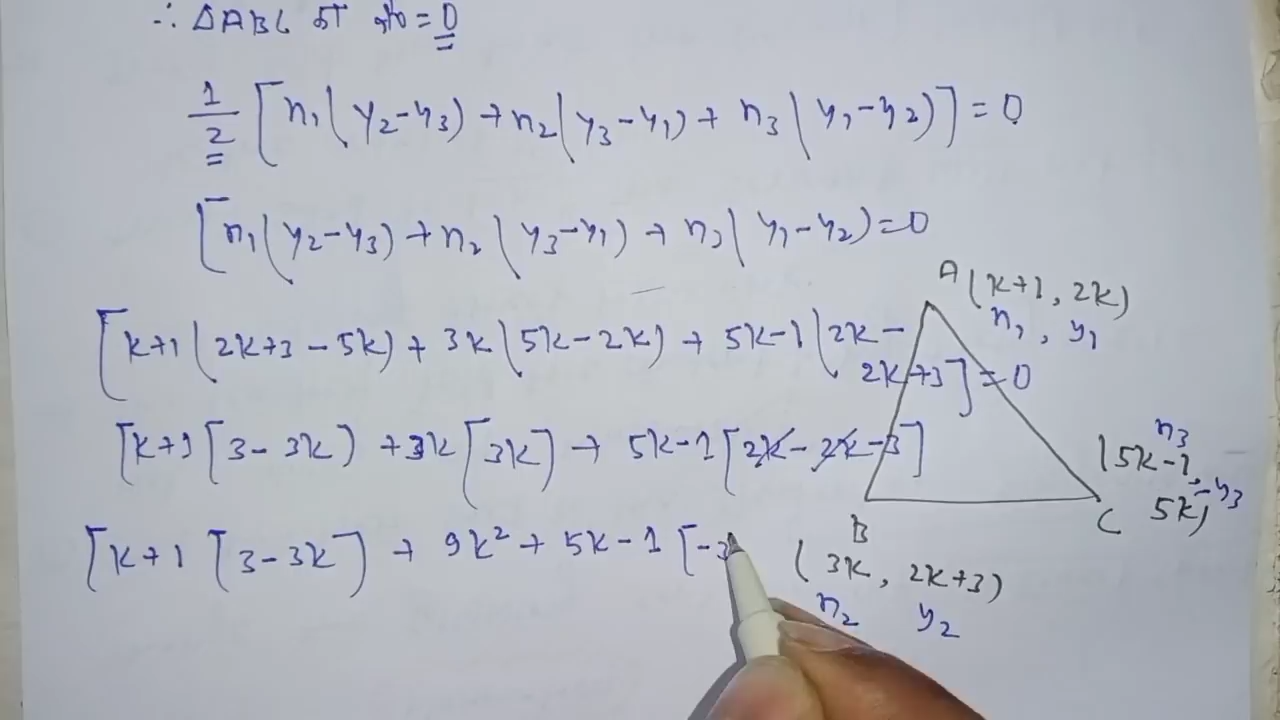 ∴ ΔABC का क्षे० = 0
1/2 [x₁(y₂-y₃) + x₂(y₃-y₁) + x₃(y₁-y₂)] = 0
[x₁(y₂-y₃) + x₂(y₃-y₁) + x₃(y₁-y₂) = 0
A (k+1, 2k)
x₁, y₁
[k+1(2k+3-5k) + 3k(5k-2k) + 5k-1(2k-
2k+3] = 0
[k+1[3-3k) + 3k[3k] + 5k-1[2k-2k-3]
x₃
(5k-1,
5k) -y₃
C
B
[k+1 [3-3k] + 9k² + 5k-1 [-3
(3k, 2k+3)
x₂ y₂